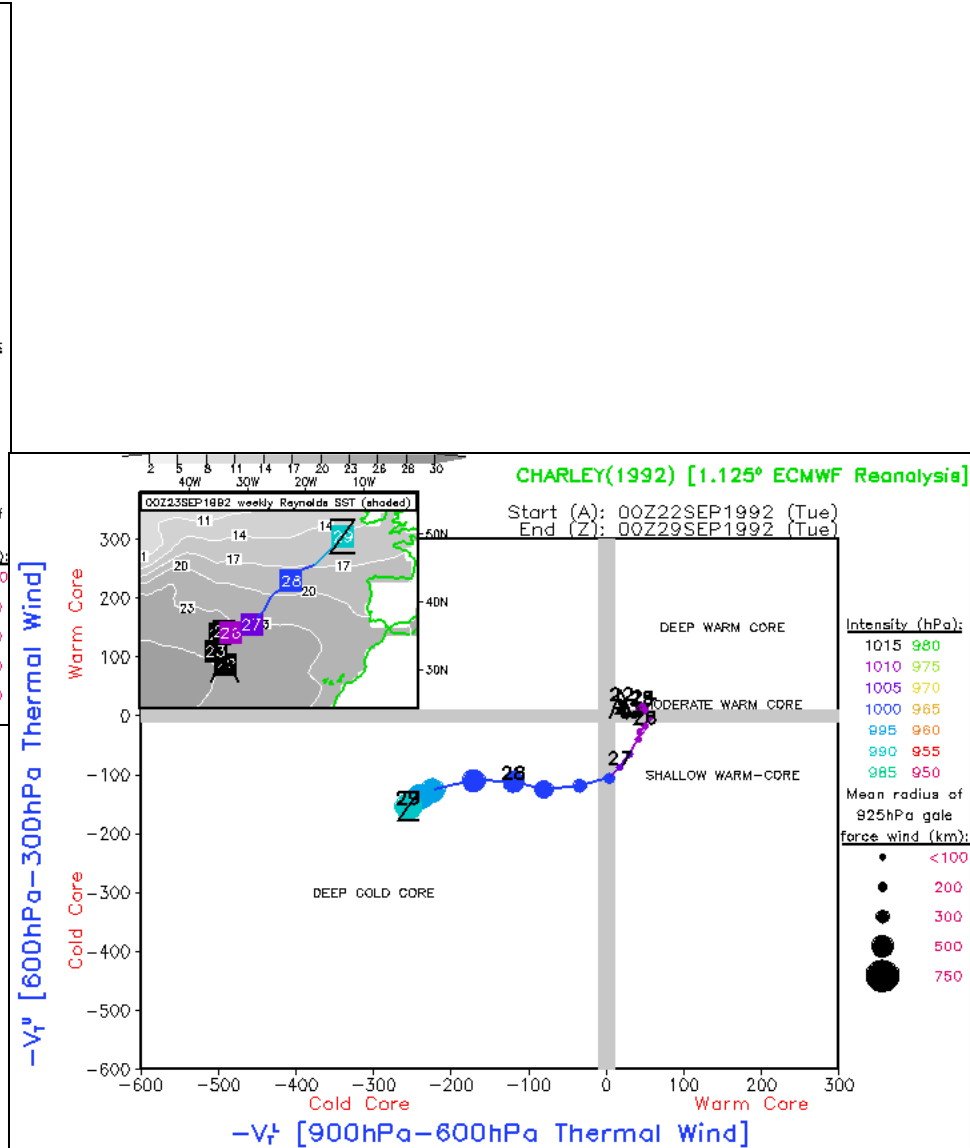 2 5 8 11 14 17 20 23 26 28 30
40W 30W 20W 10W
CHARLEY(1992) [1.125° ECMWF Reanalysis]
00Z23SEP1992 weekly Reynolds SST (shaded)
Start (A): 00Z22SEP1992 (Tue)
End (Z): 00Z29SEP1992 (Tue)
11
14
14
17
17
20
20
23
50N
40N
30N
29
28
27
26
23
22
-V_T^U [600hPa-300hPa Thermal Wind]
Warm Core
Cold Core
300
200
100
0
-100
-200
-300
-400
-500
-600
DEEP WARM CORE
MODERATE WARM CORE
SHALLOW WARM-CORE
DEEP COLD CORE
22
27
28
29
Intensity (hPa):
1015 980
1010 975
1005 970
1000 965
995 960
990 955
985 950
Mean radius of
925hPa gale
force wind (km):
<100
200
300
500
750
-600 -500 -400 -300 -200 -100 0 100 200 300
Cold Core Warm Core
-V_T^L [900hPa-600hPa Thermal Wind]